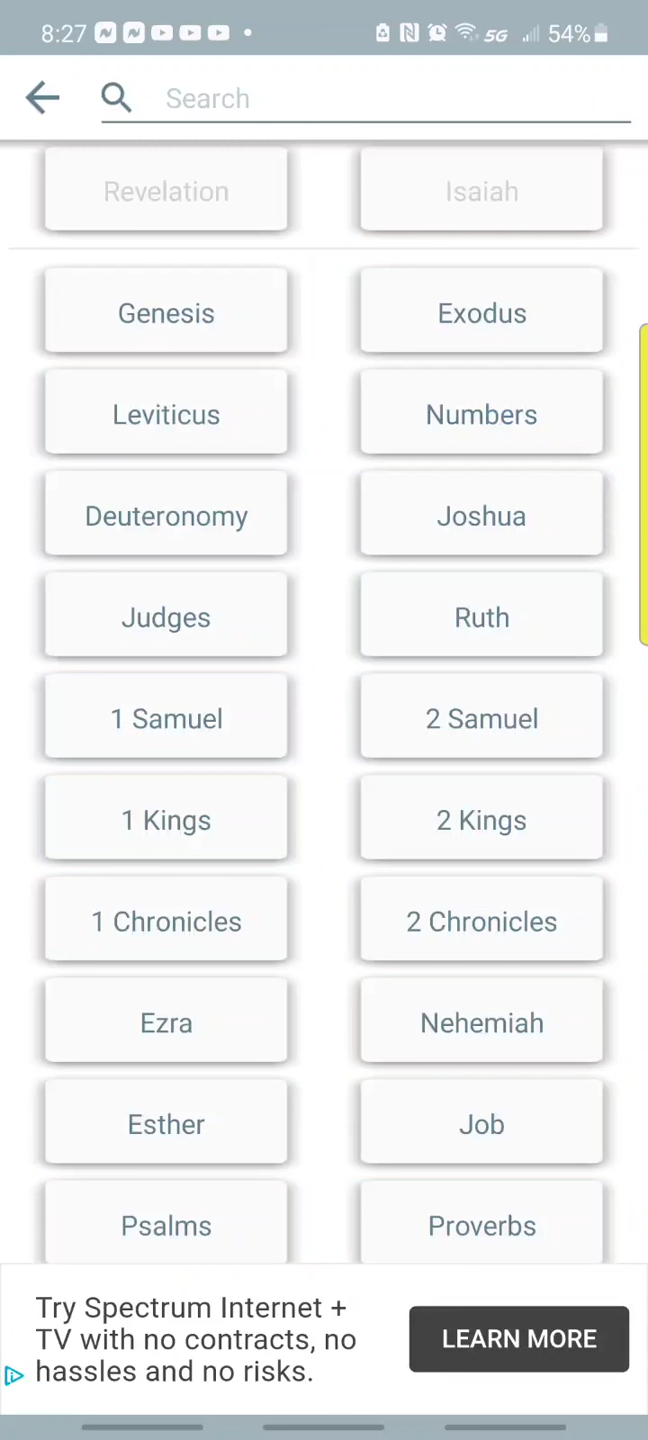 8:27
5G
54%
Search
Revelation
Isaiah
Genesis
Exodus
Leviticus
Numbers
Deuteronomy
Joshua
Judges
Ruth
1 Samuel
2 Samuel
1 Kings
2 Kings
1 Chronicles
2 Chronicles
Ezra
Nehemiah
Esther
Job
Psalms
Proverbs
Try Spectrum Internet +
TV with no contracts, no
hassles and no risks.
LEARN MORE